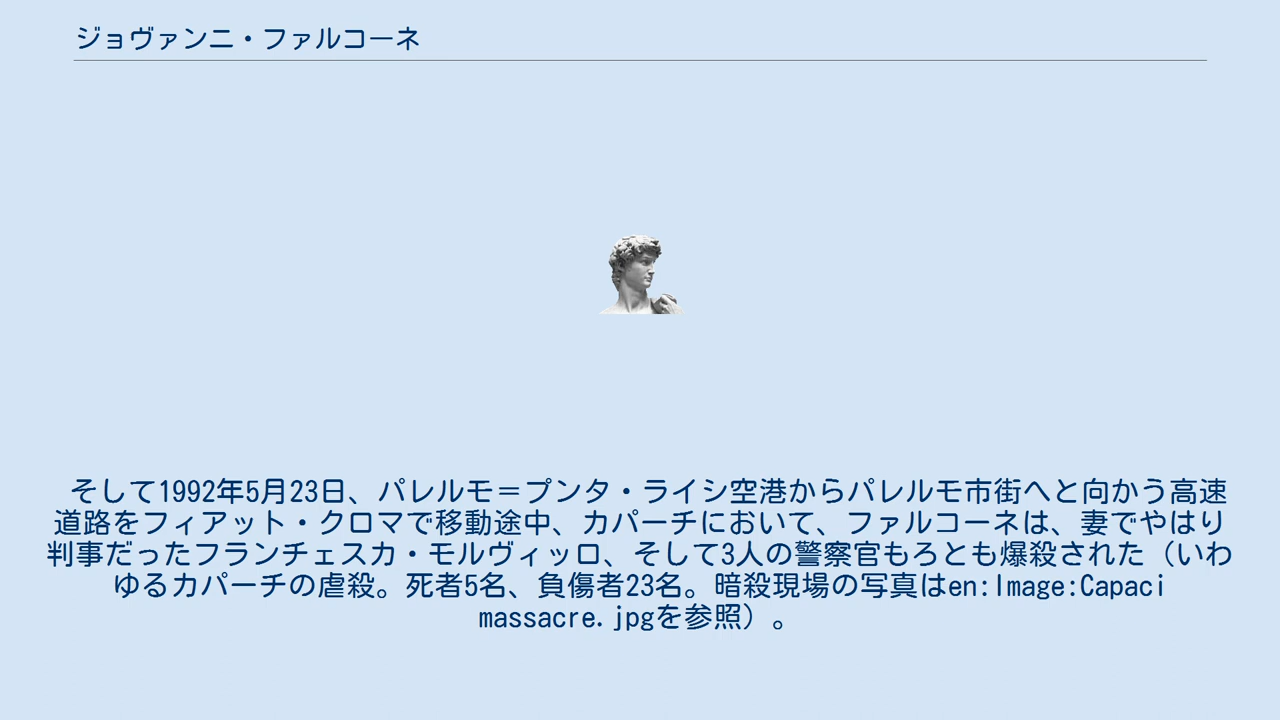 ジョヴァンニ・ファルコーネ
そして1992年5月23日、パレルモ＝プンタ・ライシ空港からパレルモ市街へと向かう高速
道路をフィアット・クロマで移動途中、カパーチにおいて、ファルコーネは、妻でやはり
判事だったフランチェスカ・モルヴィッロ、そして3人の警察官もろとも爆殺された（いわ
ゆるカパーチの虐殺。死者5名、負傷者23名。暗殺現場の写真はen:Image:Capaci
massacre.jpgを参照）。